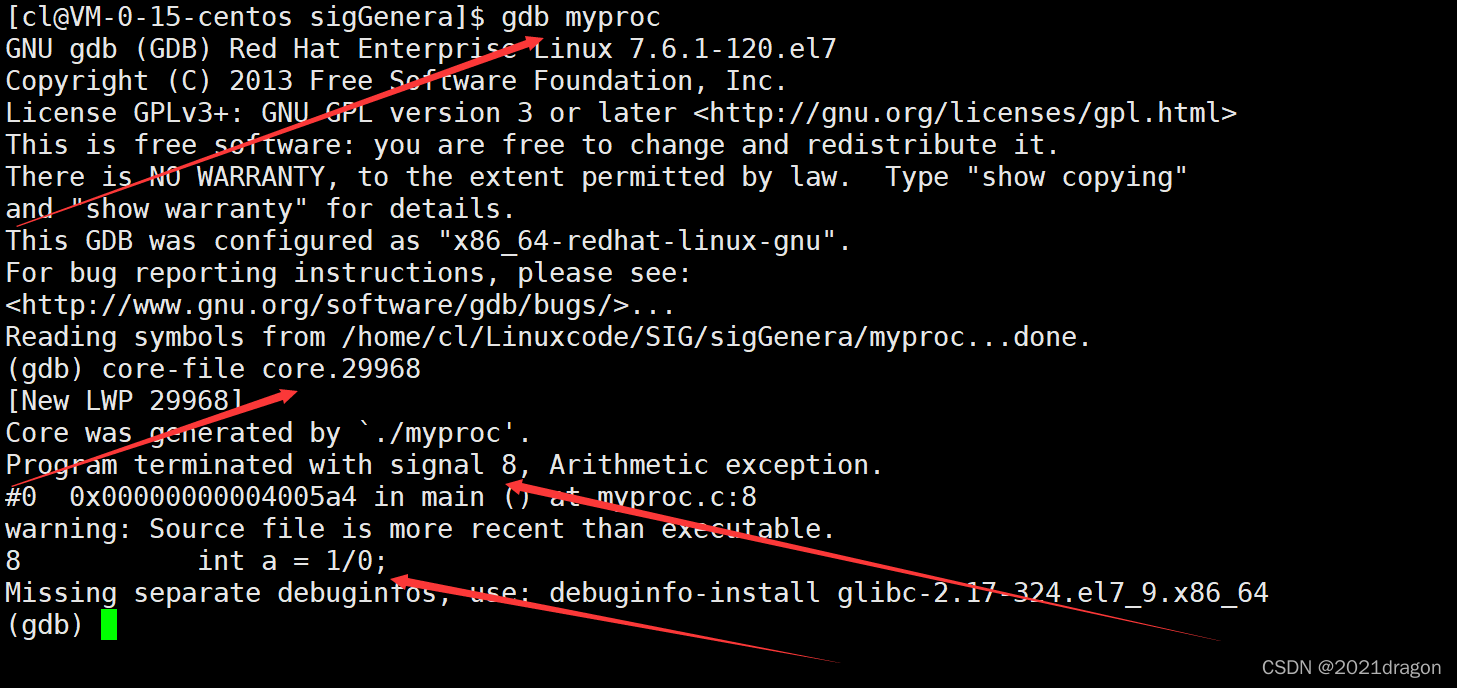 [cl@VM-0-15-centos sigGenera]$ gdb myproc
GNU gdb (GDB) Red Hat Enterprise Linux 7.6.1-120.el7
Copyright (C) 2013 Free Software Foundation, Inc.
License GPLv3+: GNU GPL version 3 or later <http://gnu.org/licenses/gpl.html>
This is free software: you are free to change and redistribute it.
There is NO WARRANTY, to the extent permitted by law.  Type "show copying"
and "show warranty" for details.
This GDB was configured as "x86_64-redhat-linux-gnu".
For bug reporting instructions, please see:
<http://www.gnu.org/software/gdb/bugs/>...
Reading symbols from /home/cl/Linuxcode/SIG/sigGenera/myproc...done.
(gdb) core-file core.29968
[New LWP 29968]
Core was generated by `./myproc'.
Program terminated with signal 8, Arithmetic exception.
#0  0x00000000004005a4 in main () at myproc.c:8
warning: Source file is more recent than executable.
8           int a = 1/0;
Missing separate debuginfos, use: debuginfo-install glibc-2.17-324.el7_9.x86_64
(gdb)
CSDN @2021dragon